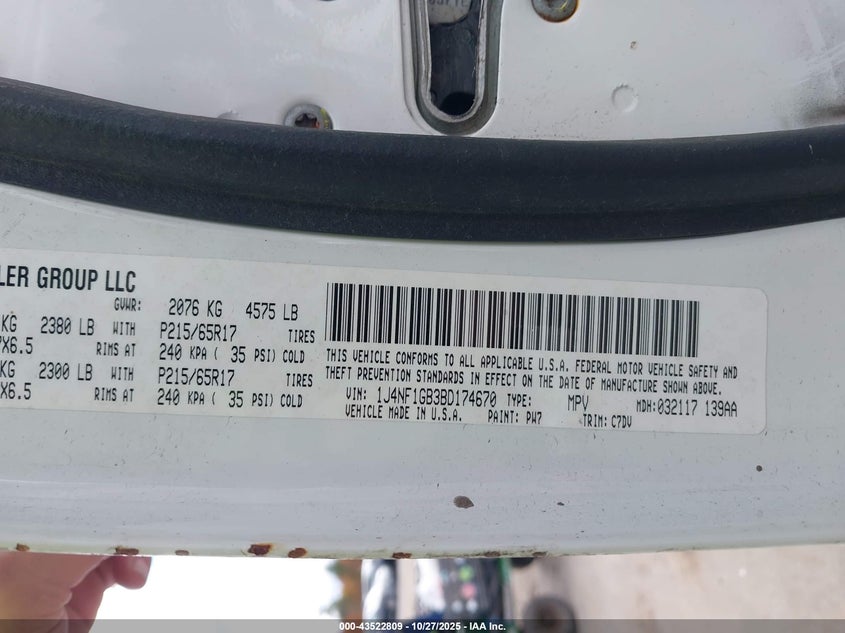 LER GROUP LLC
GVWR: 2076 KG 4575 LB
KG 2380 LB WITH P215/65R17 TIRES
X6.5 RIMS AT 240 KPA ( 35 PSI) COLD
KG 2300 LB WITH P215/65R17 TIRES
X6.5 RIMS AT 240 KPA ( 35 PSI) COLD
THIS VEHICLE CONFORMS TO ALL APPLICABLE U.S.A. FEDERAL MOTOR VEHICLE SAFETY AND
THEFT PREVENTION STANDARDS IN EFFECT ON THE DATE OF MANUFACTURE SHOWN ABOVE.
VIN: 1J4NF1GB3BD174670 TYPE: MPV MDH:032117 139AA
VEHICLE MADE IN U.S.A. PAINT: PW7 TRIM: C7DV
000-43522809 - 10/27/2025 - IAA Inc.